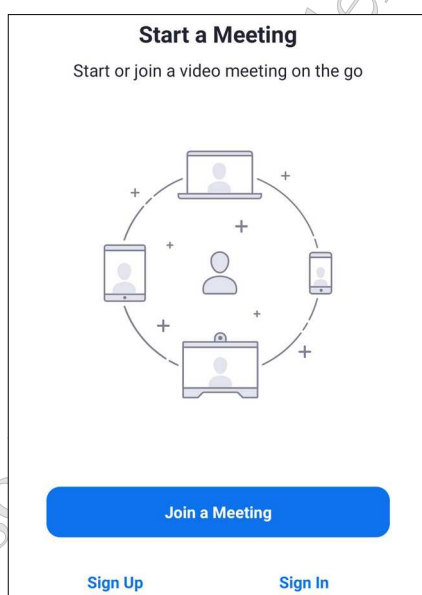 Start a Meeting
Start or join a video meeting on the go
Join a Meeting
Sign Up
Sign In